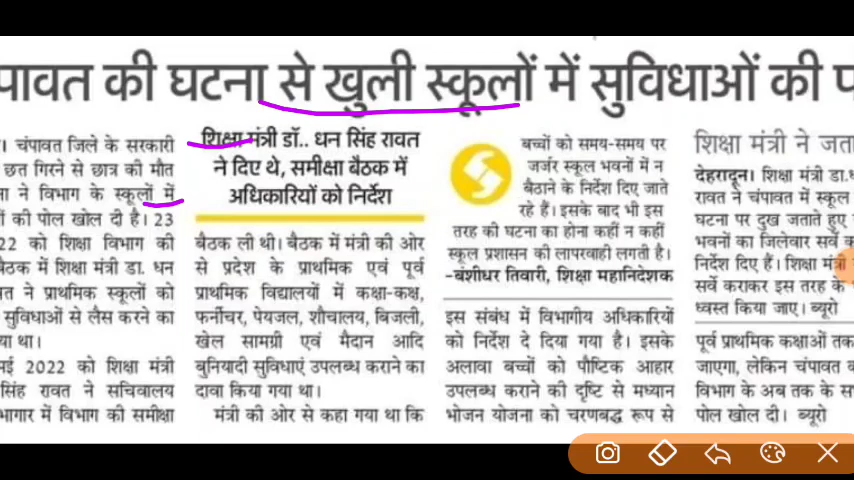 पावत की घटना से खुली स्कूलों में सुविधाओं की प
। चंपावत जिले के सरकारी
छत गिरने से छात्र की मौत
ना ने विभाग के स्कूलों में
ओं की पोल खोल दी है। 23
22 को शिक्षा विभाग की
बैठक में शिक्षा मंत्री डा. धन
वत ने प्राथमिक स्कूलों को
सुविधाओं से लैस करने का
या था।
मई 2022 को शिक्षा मंत्री
सिंह रावत ने सचिवालय
भागार में विभाग की समीक्षा
शिक्षा मंत्री डॉ.. धन सिंह रावत
ने दिए थे, समीक्षा बैठक में
अधिकारियों को निर्देश
बैठक ली थी। बैठक में मंत्री की ओर
से प्रदेश के प्राथमिक एवं पूर्व
प्राथमिक विद्यालयों में कक्षा-कक्ष,
फर्नीचर, पेयजल, शौचालय, बिजली,
खेल सामग्री एवं मैदान आदि
बुनियादी सुविधाएं उपलब्ध कराने का
दावा किया गया था।
मंत्री की ओर से कहा गया था कि
बच्चों को समय-समय पर
जर्जर स्कूल भवनों में न
बैठाने के निर्देश दिए जाते
रहे हैं। इसके बाद भी इस
तरह की घटना का होना कहीं न कहीं
स्कूल प्रशासन की लापरवाही लगती है।
-बंशीधर तिवारी, शिक्षा महानिदेशक
इस संबंध में विभागीय अधिकारियों
को निर्देश दे दिया गया है। इसके
अलावा बच्चों को पौष्टिक आहार
उपलब्ध कराने की दृष्टि से मध्यान
भोजन योजना को चरणबद्ध रूप से
शिक्षा मंत्री ने जता
देहरादून। शिक्षा मंत्री डा.ध
रावत ने चंपावत में स्कूल
घटना पर दुख जताते हुए
भवनों का जिलेवार सर्वे क
निर्देश दिए हैं। शिक्षा मंत्री
सर्वे कराकर इस तरह के
ध्वस्त किया जाए। ब्यूरो
पूर्व प्राथमिक कक्षाओं तक
जाएगा, लेकिन चंपावत व
विभाग के अब तक के स
पोल खोल दी। ब्यूरो